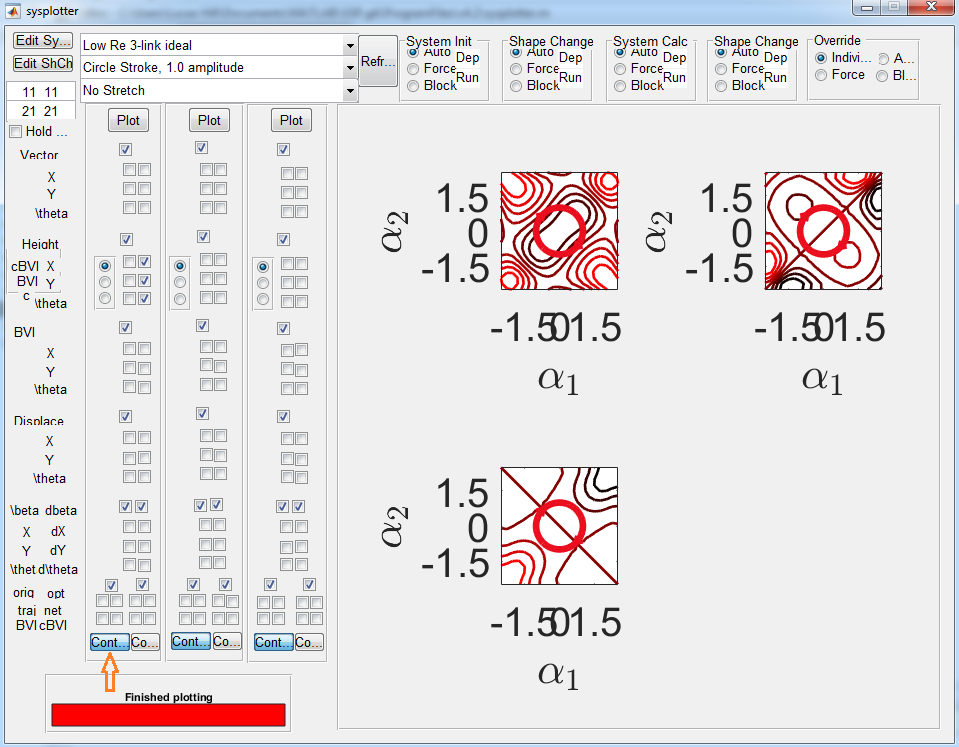 sysplotter
Edit Sy...
Edit ShCh
Low Re 3-link ideal
Circle Stroke, 1.0 amplitude
No Stretch
Refr...
System Init
Auto Dep
Force Run
Block
Shape Change
Auto Dep
Force Run
Block
System Calc
Auto Dep
Force Run
Block
Shape Change
Auto Dep
Force Run
Block
Override
Indivi... A...
Force Bl...
11 11
21 21
Hold ...
Plot Plot Plot
Vector
X
Y
\theta
Height
cBVI X
BVI Y
c \theta
BVI
X
Y
\theta
Displace
X
Y
\theta
\beta dbeta
X dX
Y dY
\thet d\theta
orig opt
traj net
BVI cBVI
Cont... Co... Cont... Co... Cont... Co...
Finished plotting
α2 1.5 0 -1.5
-1.5 0 1.5
α1
α2 1.5 0 -1.5
-1.5 0 1.5
α1
α2 1.5 0 -1.5
-1.5 0 1.5
α1